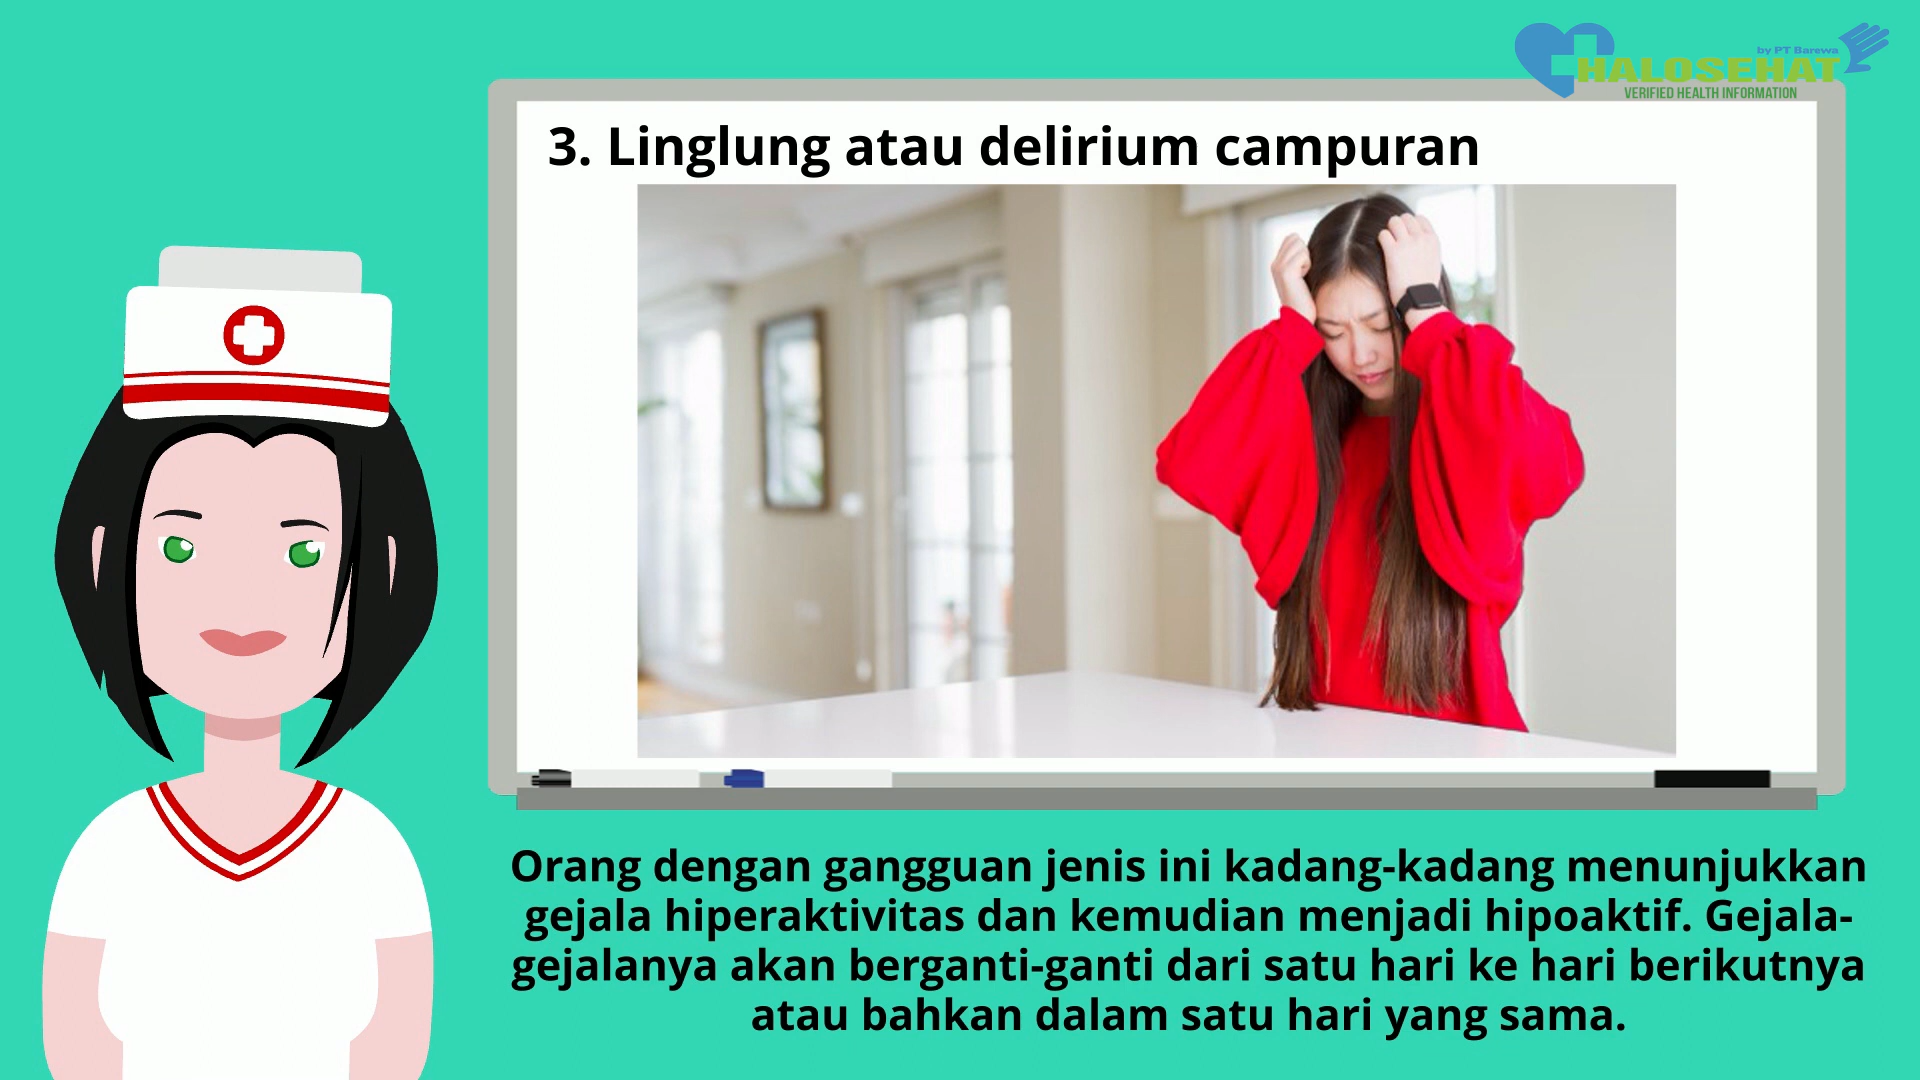 by PT Barewa
HALOSEHAT
VERIFIED HEALTH INFORMATION
3. Linglung atau delirium campuran
Orang dengan gangguan jenis ini kadang-kadang menunjukkan
gejala hiperaktivitas dan kemudian menjadi hipoaktif. Gejala-
gejalanya akan berganti-ganti dari satu hari ke hari berikutnya
atau bahkan dalam satu hari yang sama.